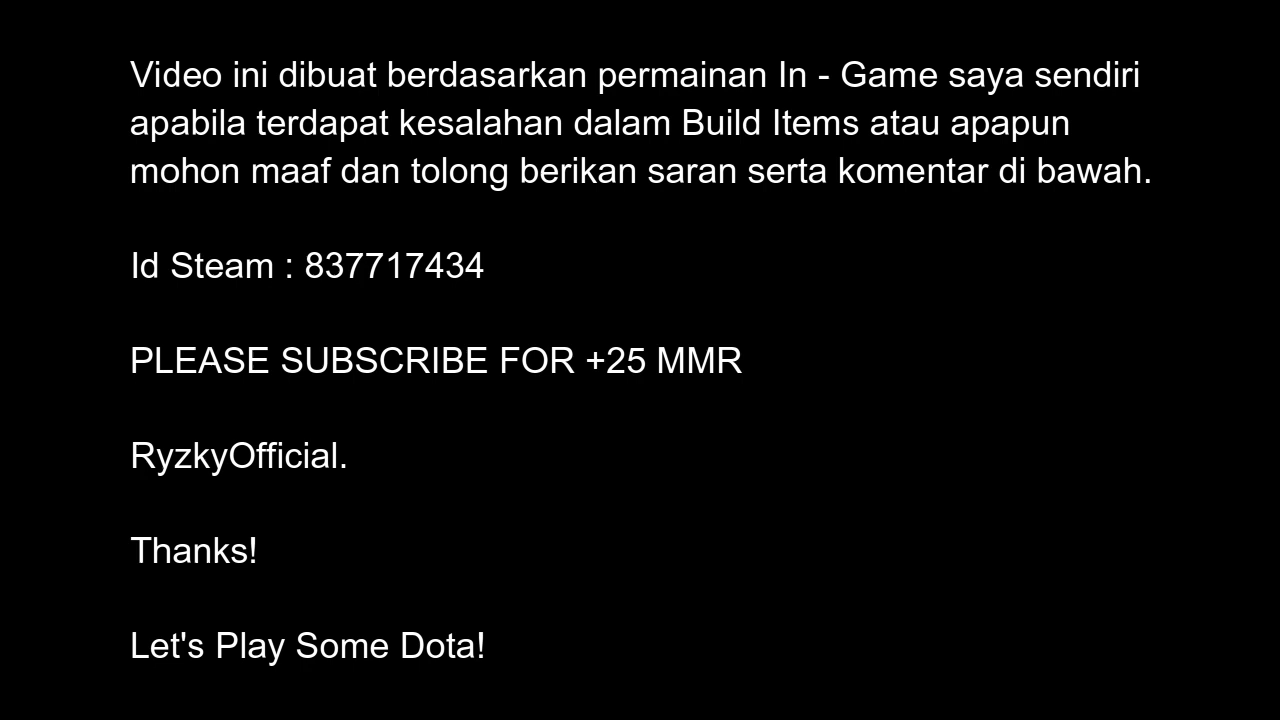 Video ini dibuat berdasarkan permainan In - Game saya sendiri
apabila terdapat kesalahan dalam Build Items atau apapun
mohon maaf dan tolong berikan saran serta komentar di bawah.
Id Steam : 837717434
PLEASE SUBSCRIBE FOR +25 MMR
RyzkyOfficial.
Thanks!
Let's Play Some Dota!